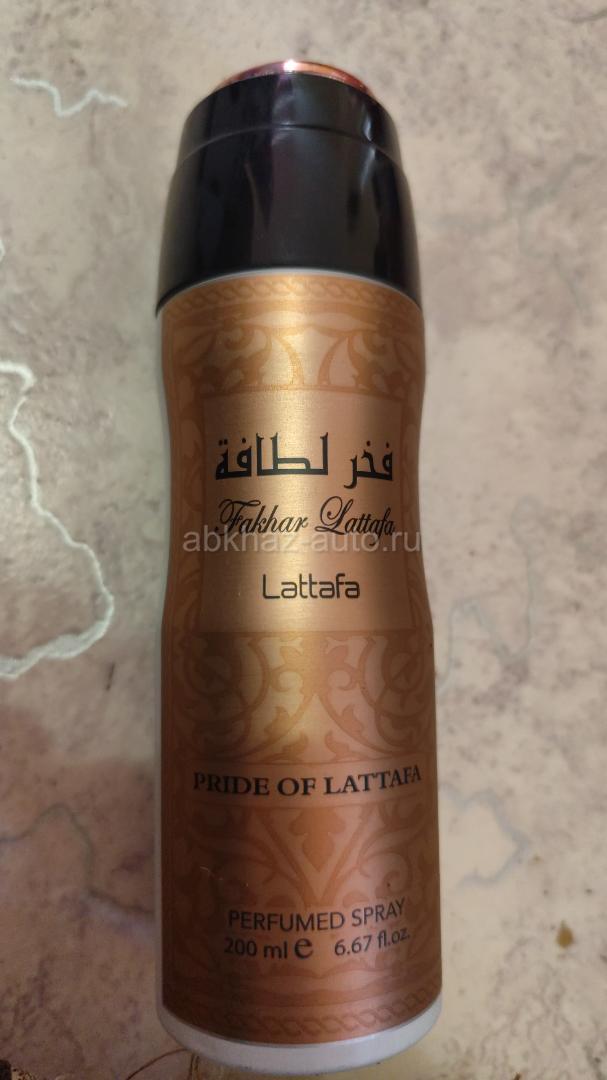 فخر لطافة
Fakhar Lattafa
abkhaz-auto.ru
Lattafa
PRIDE OF LATTAFA
PERFUMED SPRAY
200 ml e 6.67 fl.oz.